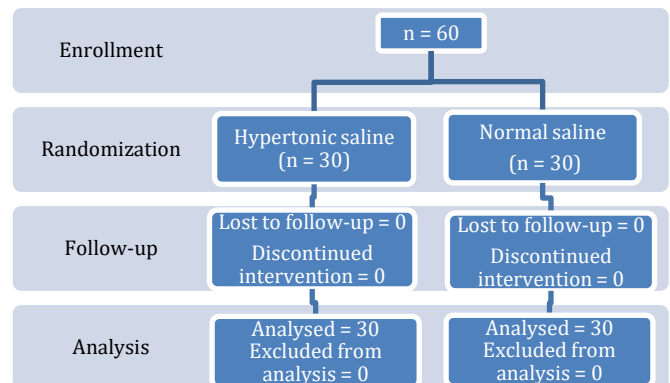 Enrollment
n = 60
Randomization
Hypertonic saline
(n = 30)
Normal saline
(n = 30)
Follow-up
Lost to follow-up = 0
Discontinued
intervention = 0
Lost to follow-up = 0
Discontinued
intervention = 0
Analysis
Analysed = 30
Excluded from
analysis = 0
Analysed = 30
Excluded from
analysis = 0